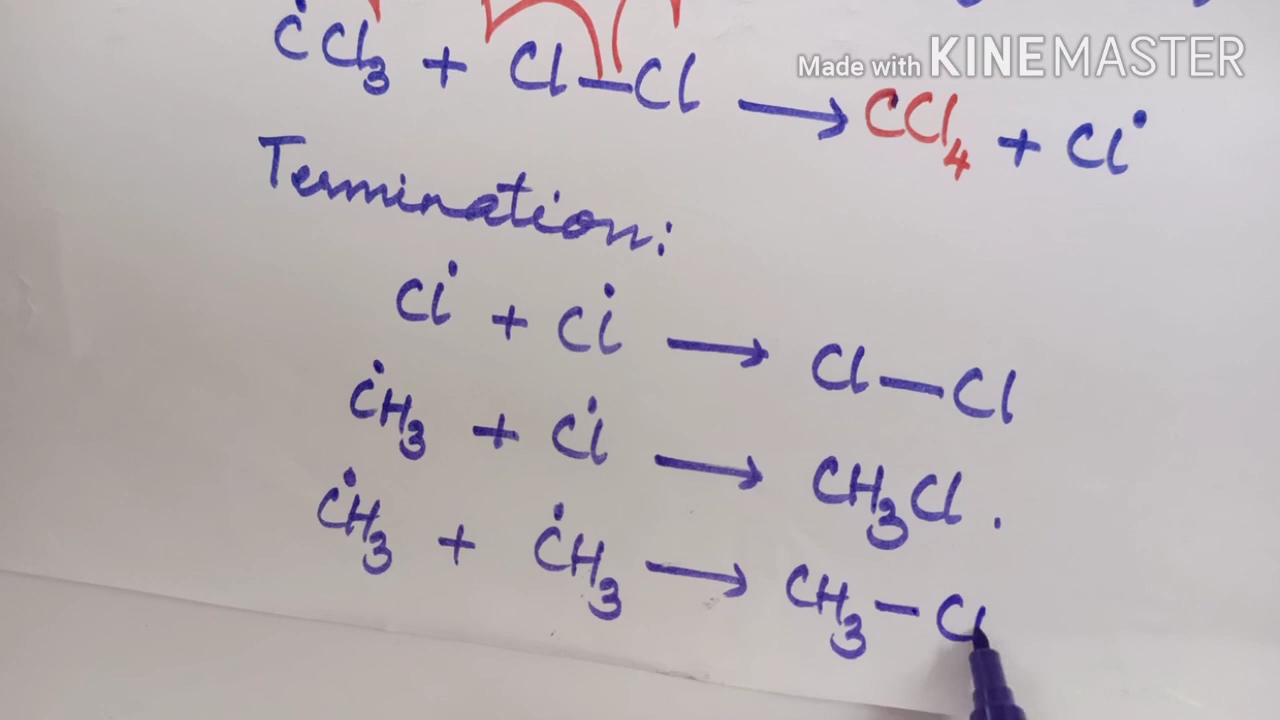 Made with KINEMASTER
ĊCl₃ + Cl—Cl → CCl₄ + Cl•
Termination:
Cl• + Cl• → Cl—Cl
ĊH₃ + Cl• → CH₃Cl.
ĊH₃ + ĊH₃ → CH₃—C